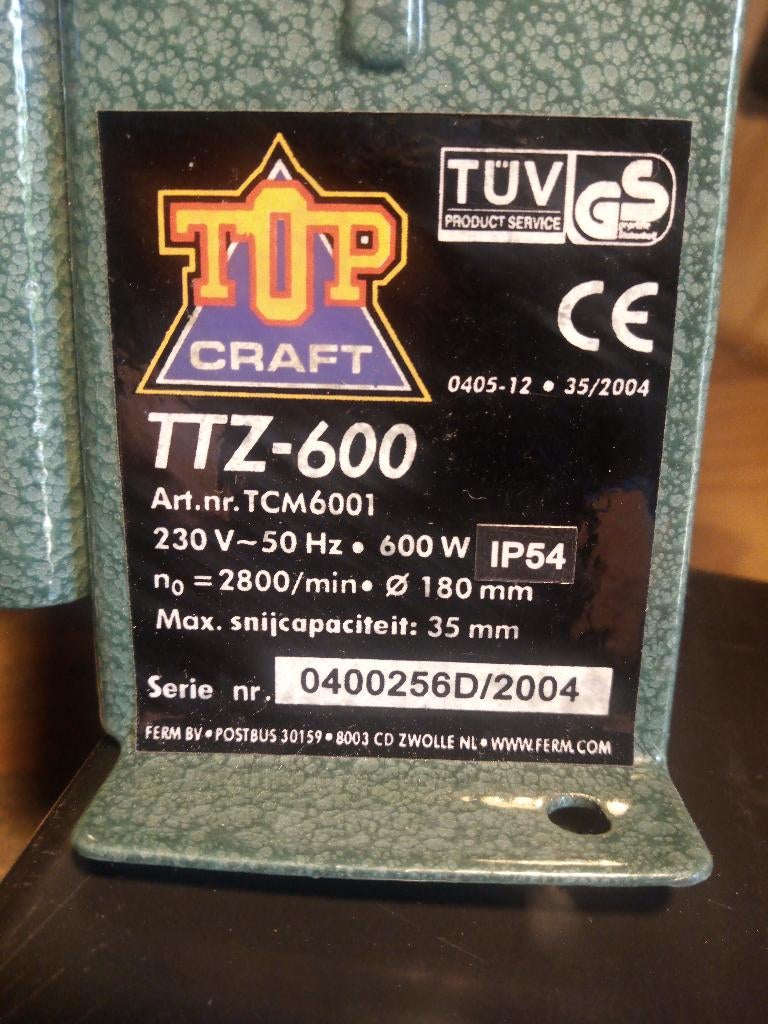 TOP
CRAFT
TÜV
PRODUCT SERVICE
GS
CE
0405-12 • 35/2004
TTZ-600
Art.nr.TCM6001
230 V~50 Hz • 600 W IP54
n₀ = 2800/min • Ø 180 mm
Max. snijcapaciteit: 35 mm
Serie nr. 0400256D/2004
FERM BV • POSTBUS 30159 • 8003 CD ZWOLLE NL • WWW.FERM.COM